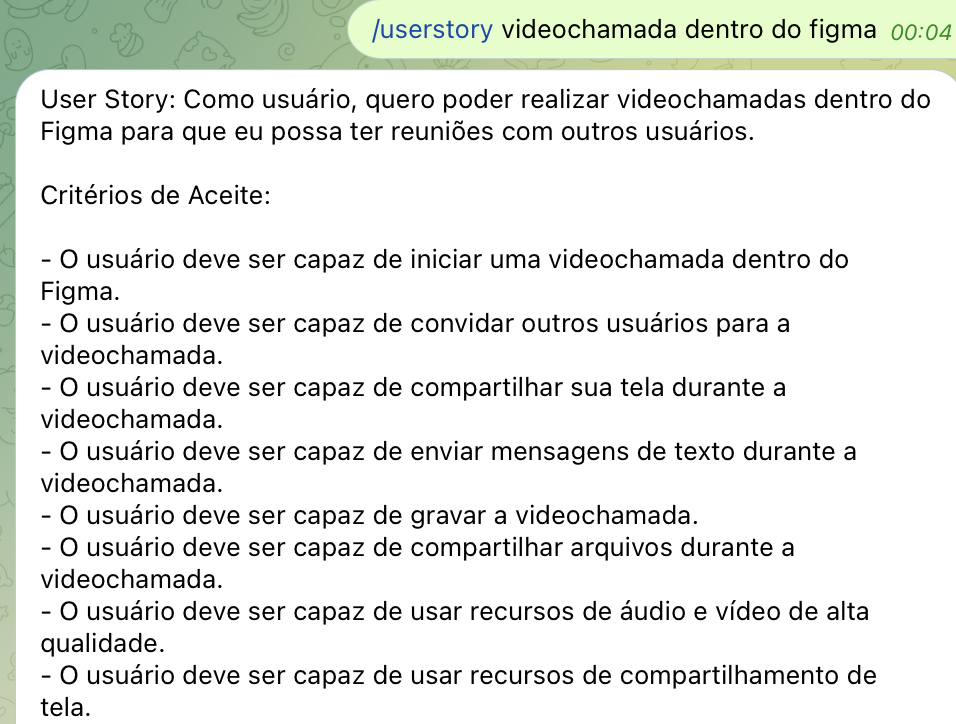 /userstory videochamada dentro do figma 00:04
User Story: Como usuário, quero poder realizar videochamadas dentro do
Figma para que eu possa ter reuniões com outros usuários.
Critérios de Aceite:
- O usuário deve ser capaz de iniciar uma videochamada dentro do
Figma.
- O usuário deve ser capaz de convidar outros usuários para a
videochamada.
- O usuário deve ser capaz de compartilhar sua tela durante a
videochamada.
- O usuário deve ser capaz de enviar mensagens de texto durante a
videochamada.
- O usuário deve ser capaz de gravar a videochamada.
- O usuário deve ser capaz de compartilhar arquivos durante a
videochamada.
- O usuário deve ser capaz de usar recursos de áudio e vídeo de alta
qualidade.
- O usuário deve ser capaz de usar recursos de compartilhamento de
tela.